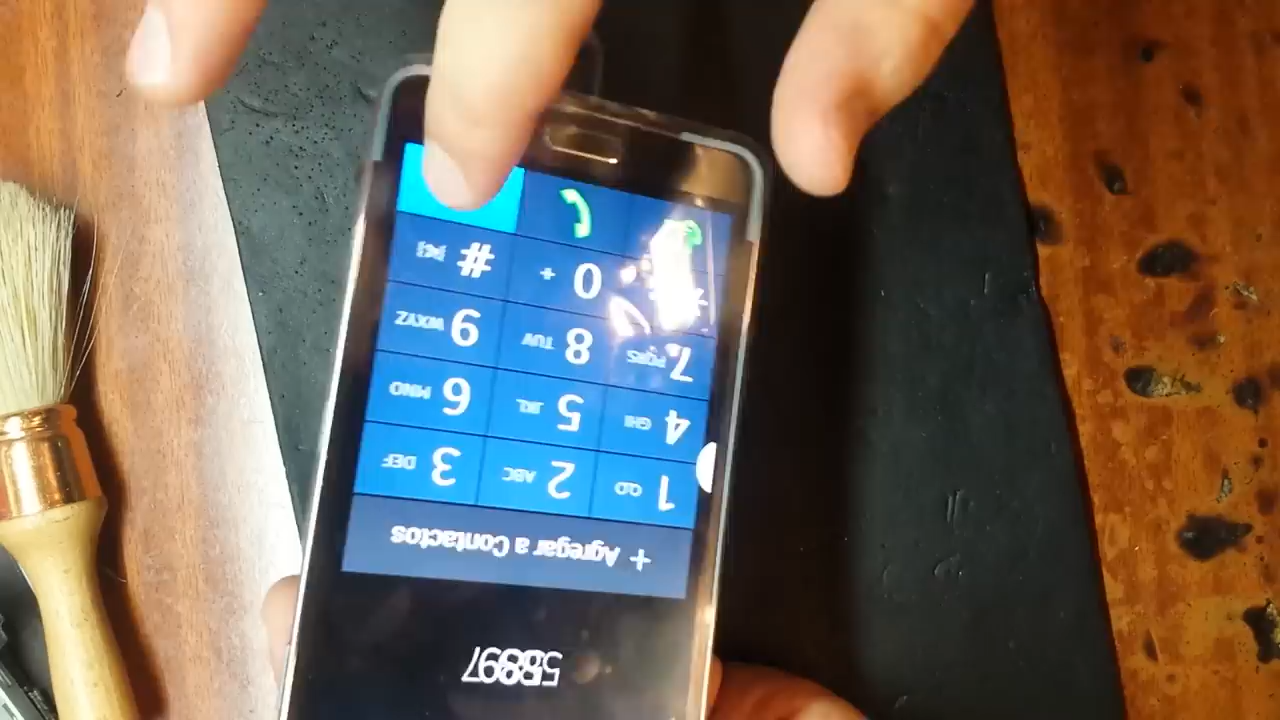 + Agregar a Contactos
1 2 ABC 3 DEF
4 GHI 5 JKL 6 MNO
7 PQRS 8 TUV 9 WXYZ
* 0 + #